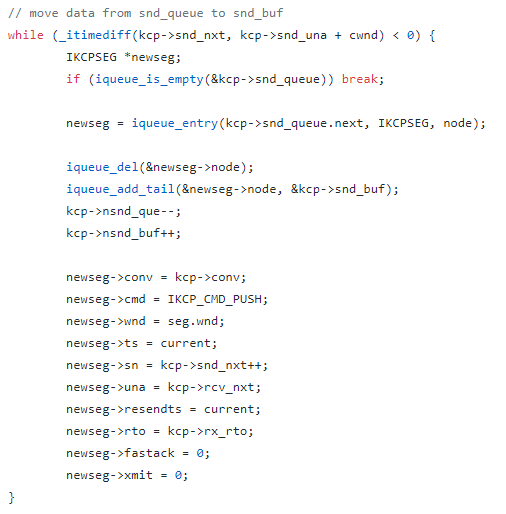 // move data from snd_queue to snd_buf
while (_itimediff(kcp->snd_nxt, kcp->snd_una + cwnd) < 0) {
IKCPSEG *newseg;
if (iqueue_is_empty(&kcp->snd_queue)) break;
newseg = iqueue_entry(kcp->snd_queue.next, IKCPSEG, node);
iqueue_del(&newseg->node);
iqueue_add_tail(&newseg->node, &kcp->snd_buf);
kcp->nsnd_que--;
kcp->nsnd_buf++;
newseg->conv = kcp->conv;
newseg->cmd = IKCP_CMD_PUSH;
newseg->wnd = seg.wnd;
newseg->ts = current;
newseg->sn = kcp->snd_nxt++;
newseg->una = kcp->rcv_nxt;
newseg->resendts = current;
newseg->rto = kcp->rx_rto;
newseg->fastack = 0;
newseg->xmit = 0;
}